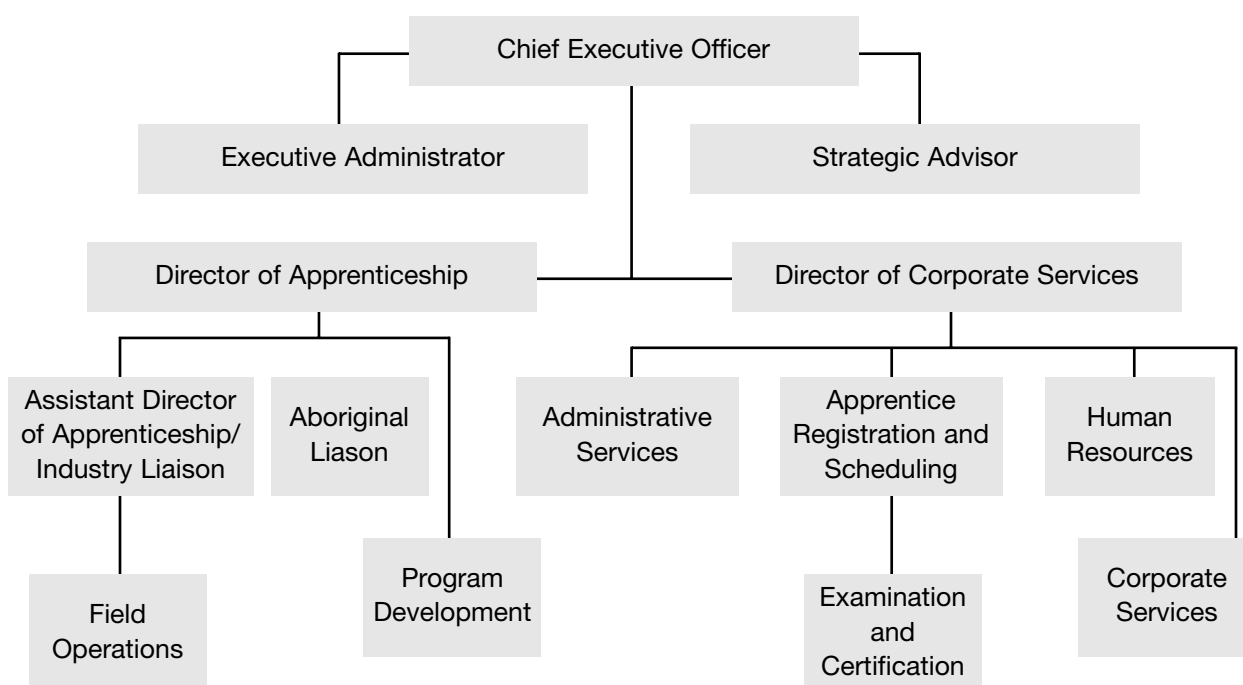 Chief Executive Officer
Executive Administrator
Strategic Advisor
Director of Apprenticeship
Director of Corporate Services
Assistant Director
of Apprenticeship/
Industry Liaison
Aboriginal
Liason
Administrative
Services
Apprentice
Registration and
Scheduling
Human
Resources
Field
Operations
Program
Development
Examination
and
Certification
Corporate
Services